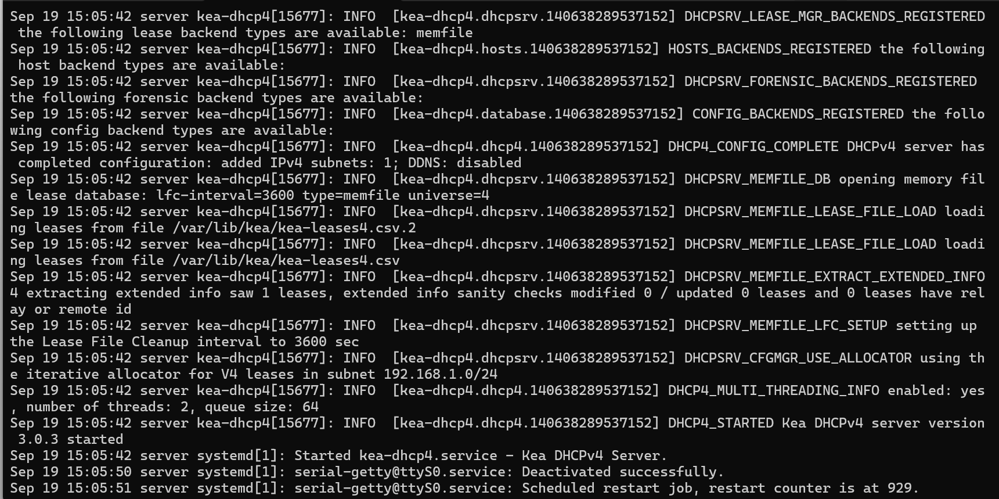 Sep 19 15:05:42 server kea-dhcp4[15677]: INFO  [kea-dhcp4.dhcpsrv.140638289537152] DHCPSRV_LEASE_MGR_BACKENDS_REGISTERED
 the following lease backend types are available: memfile
Sep 19 15:05:42 server kea-dhcp4[15677]: INFO  [kea-dhcp4.hosts.140638289537152] HOSTS_BACKENDS_REGISTERED the following
 host backend types are available:
Sep 19 15:05:42 server kea-dhcp4[15677]: INFO  [kea-dhcp4.dhcpsrv.140638289537152] DHCPSRV_FORENSIC_BACKENDS_REGISTERED
the following forensic backend types are available:
Sep 19 15:05:42 server kea-dhcp4[15677]: INFO  [kea-dhcp4.database.140638289537152] CONFIG_BACKENDS_REGISTERED the follo
wing config backend types are available:
Sep 19 15:05:42 server kea-dhcp4[15677]: INFO  [kea-dhcp4.dhcp4.140638289537152] DHCP4_CONFIG_COMPLETE DHCPv4 server has
 completed configuration: added IPv4 subnets: 1; DDNS: disabled
Sep 19 15:05:42 server kea-dhcp4[15677]: INFO  [kea-dhcp4.dhcpsrv.140638289537152] DHCPSRV_MEMFILE_DB opening memory fil
e lease database: lfc-interval=3600 type=memfile universe=4
Sep 19 15:05:42 server kea-dhcp4[15677]: INFO  [kea-dhcp4.dhcpsrv.140638289537152] DHCPSRV_MEMFILE_LEASE_FILE_LOAD loadi
ng leases from file /var/lib/kea/kea-leases4.csv.2
Sep 19 15:05:42 server kea-dhcp4[15677]: INFO  [kea-dhcp4.dhcpsrv.140638289537152] DHCPSRV_MEMFILE_LEASE_FILE_LOAD loadi
ng leases from file /var/lib/kea/kea-leases4.csv
Sep 19 15:05:42 server kea-dhcp4[15677]: INFO  [kea-dhcp4.dhcpsrv.140638289537152] DHCPSRV_MEMFILE_EXTRACT_EXTENDED_INFO
4 extracting extended info saw 1 leases, extended info sanity checks modified 0 / updated 0 leases and 0 leases have rel
ay or remote id
Sep 19 15:05:42 server kea-dhcp4[15677]: INFO  [kea-dhcp4.dhcpsrv.140638289537152] DHCPSRV_MEMFILE_LFC_SETUP setting up
the Lease File Cleanup interval to 3600 sec
Sep 19 15:05:42 server kea-dhcp4[15677]: INFO  [kea-dhcp4.dhcpsrv.140638289537152] DHCPSRV_CFGMGR_USE_ALLOCATOR using th
e iterative allocator for V4 leases in subnet 192.168.1.0/24
Sep 19 15:05:42 server kea-dhcp4[15677]: INFO  [kea-dhcp4.dhcp4.140638289537152] DHCP4_MULTI_THREADING_INFO enabled: yes
, number of threads: 2, queue size: 64
Sep 19 15:05:42 server kea-dhcp4[15677]: INFO  [kea-dhcp4.dhcp4.140638289537152] DHCP4_STARTED Kea DHCPv4 server version
 3.0.3 started
Sep 19 15:05:42 server systemd[1]: Started kea-dhcp4.service - Kea DHCPv4 Server.
Sep 19 15:05:50 server systemd[1]: serial-getty@ttyS0.service: Deactivated successfully.
Sep 19 15:05:51 server systemd[1]: serial-getty@ttyS0.service: Scheduled restart job, restart counter is at 929.